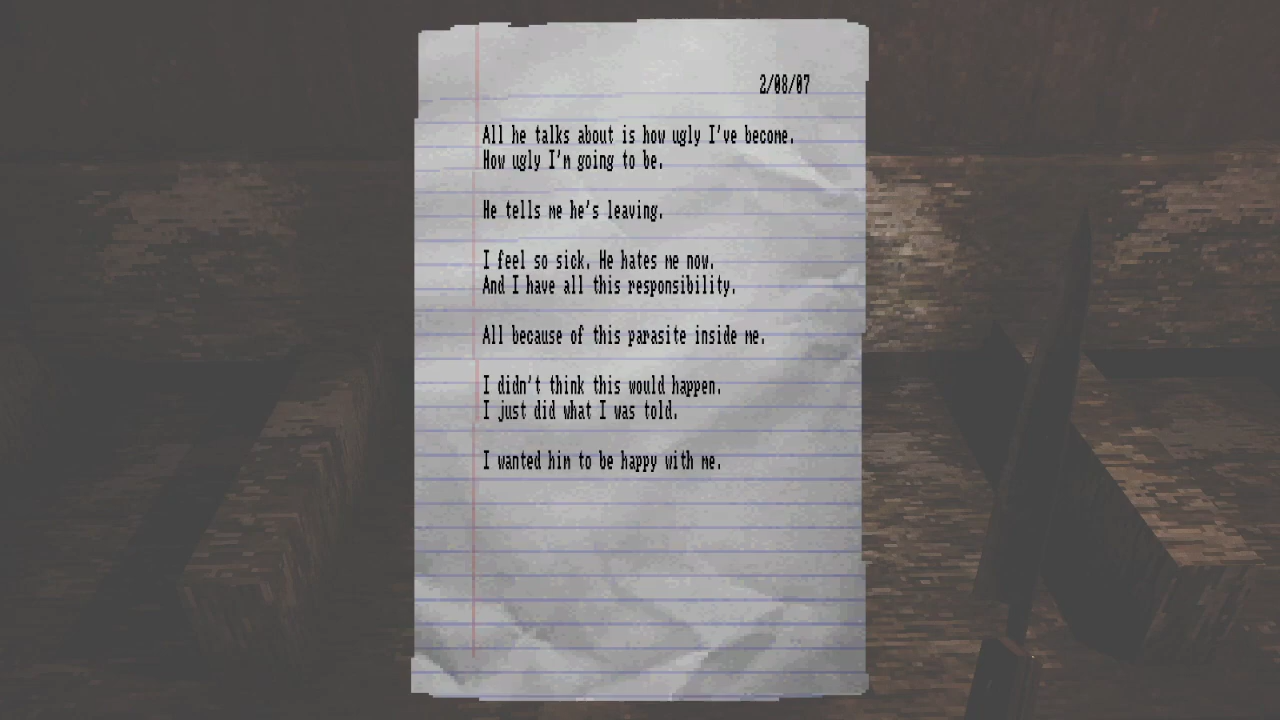 2/08/07
All he talks about is how ugly I've become.
How ugly I'm going to be.
He tells me he's leaving.
I feel so sick. He hates me now.
And I have all this responsibility.
All because of this parasite inside me.
I didn't think this would happen.
I just did what I was told.
I wanted him to be happy with me.